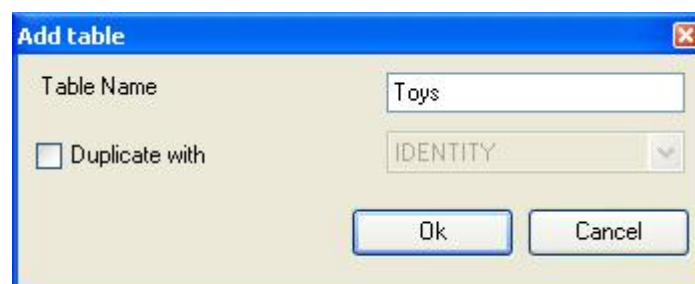 Add table
Table Name Toys
Duplicate with IDENTITY
Ok Cancel